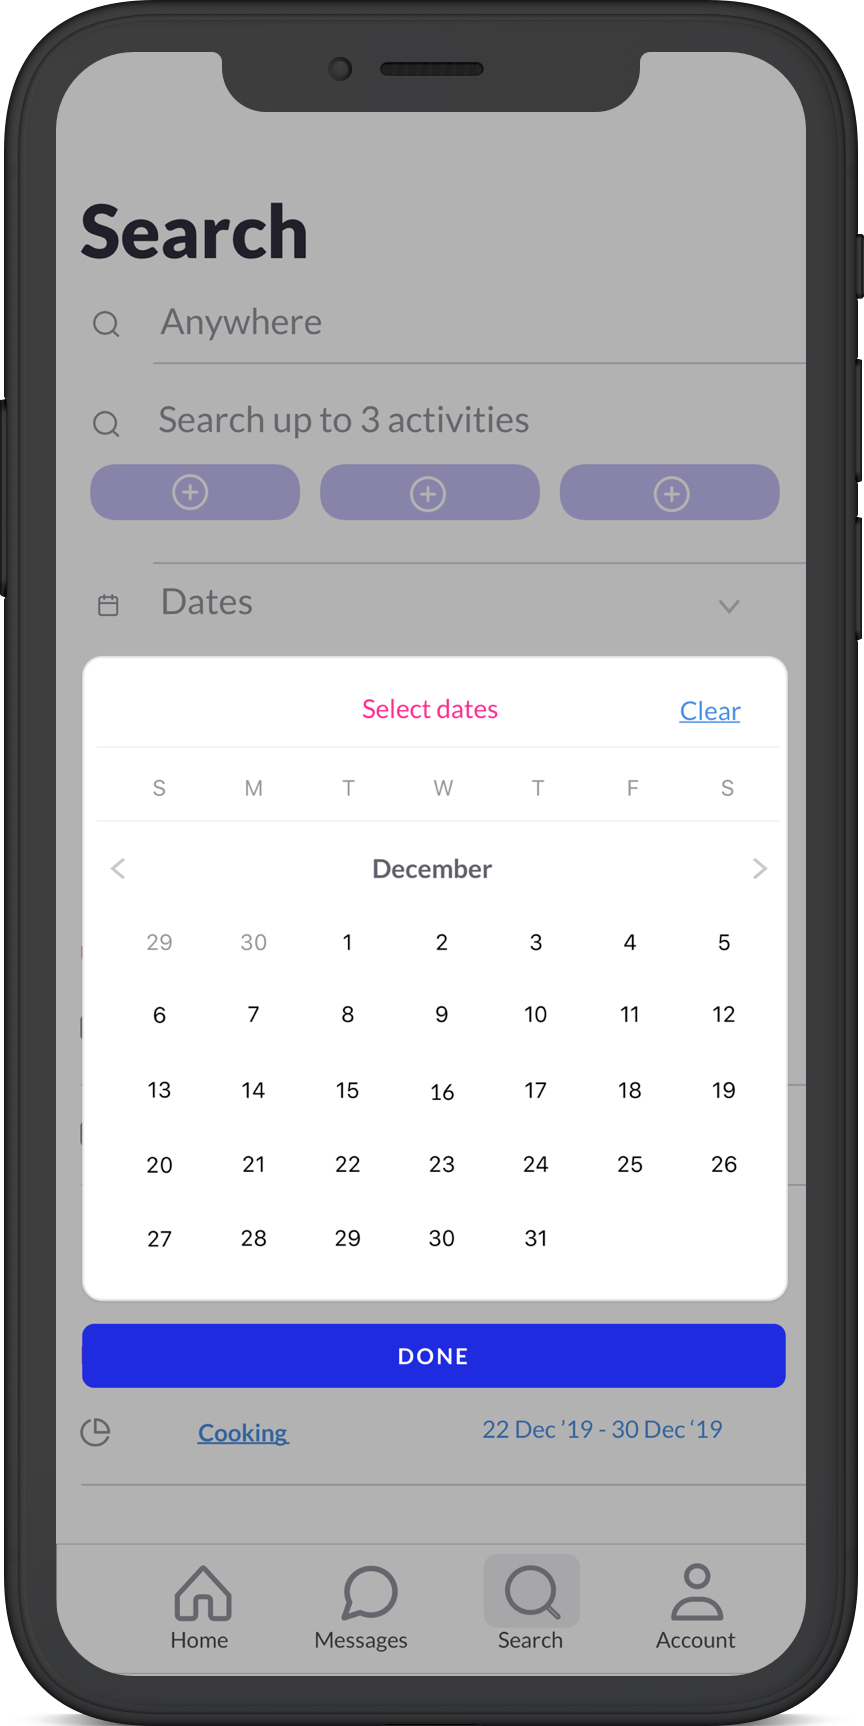 Search
Anywhere
Search up to 3 activities
Dates
Select dates Clear
S M T W T F S
December
29 30 1 2 3 4 5
6 7 8 9 10 11 12
13 14 15 16 17 18 19
20 21 22 23 24 25 26
27 28 29 30 31
DONE
Cooking 22 Dec ’19 - 30 Dec ‘19
Home Messages Search Account